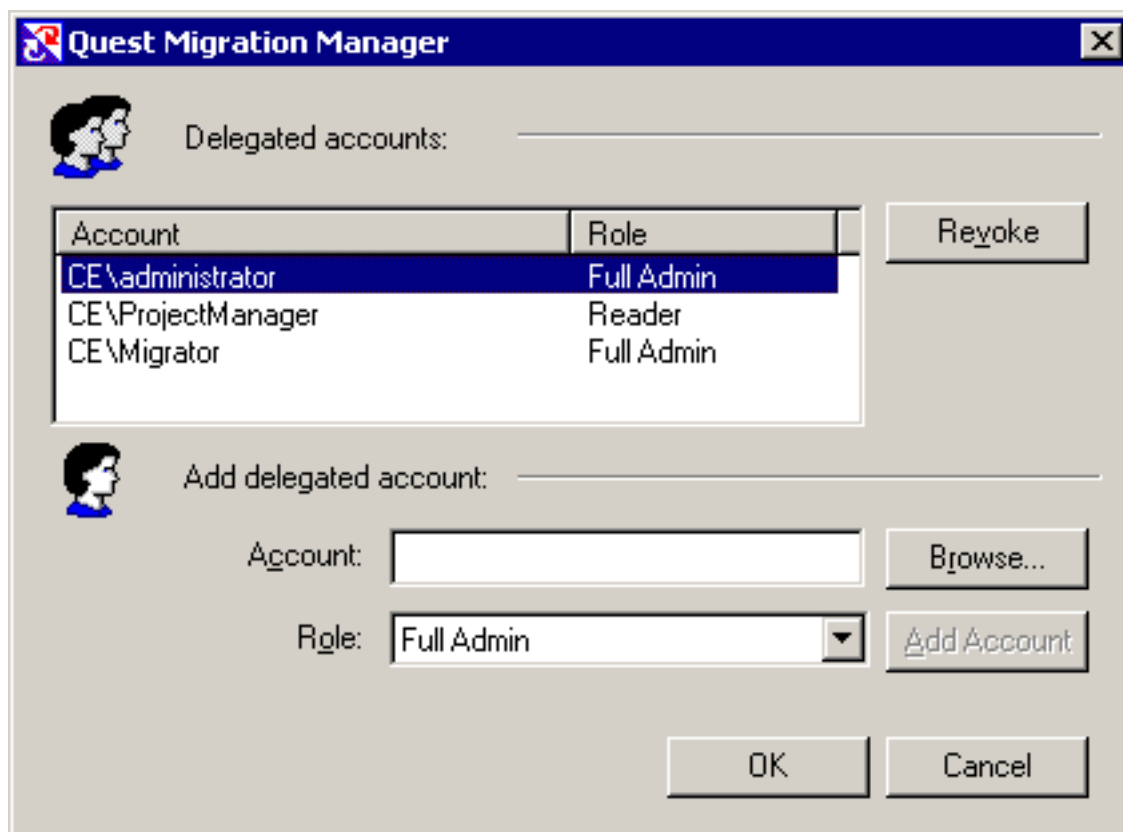 Quest Migration Manager
Delegated accounts:
Account Role
Revoke
CE\administrator Full Admin
CE\ProjectManager Reader
CE\Migrator Full Admin
Add delegated account:
Account: Browse...
Role: Full Admin Add Account
OK Cancel